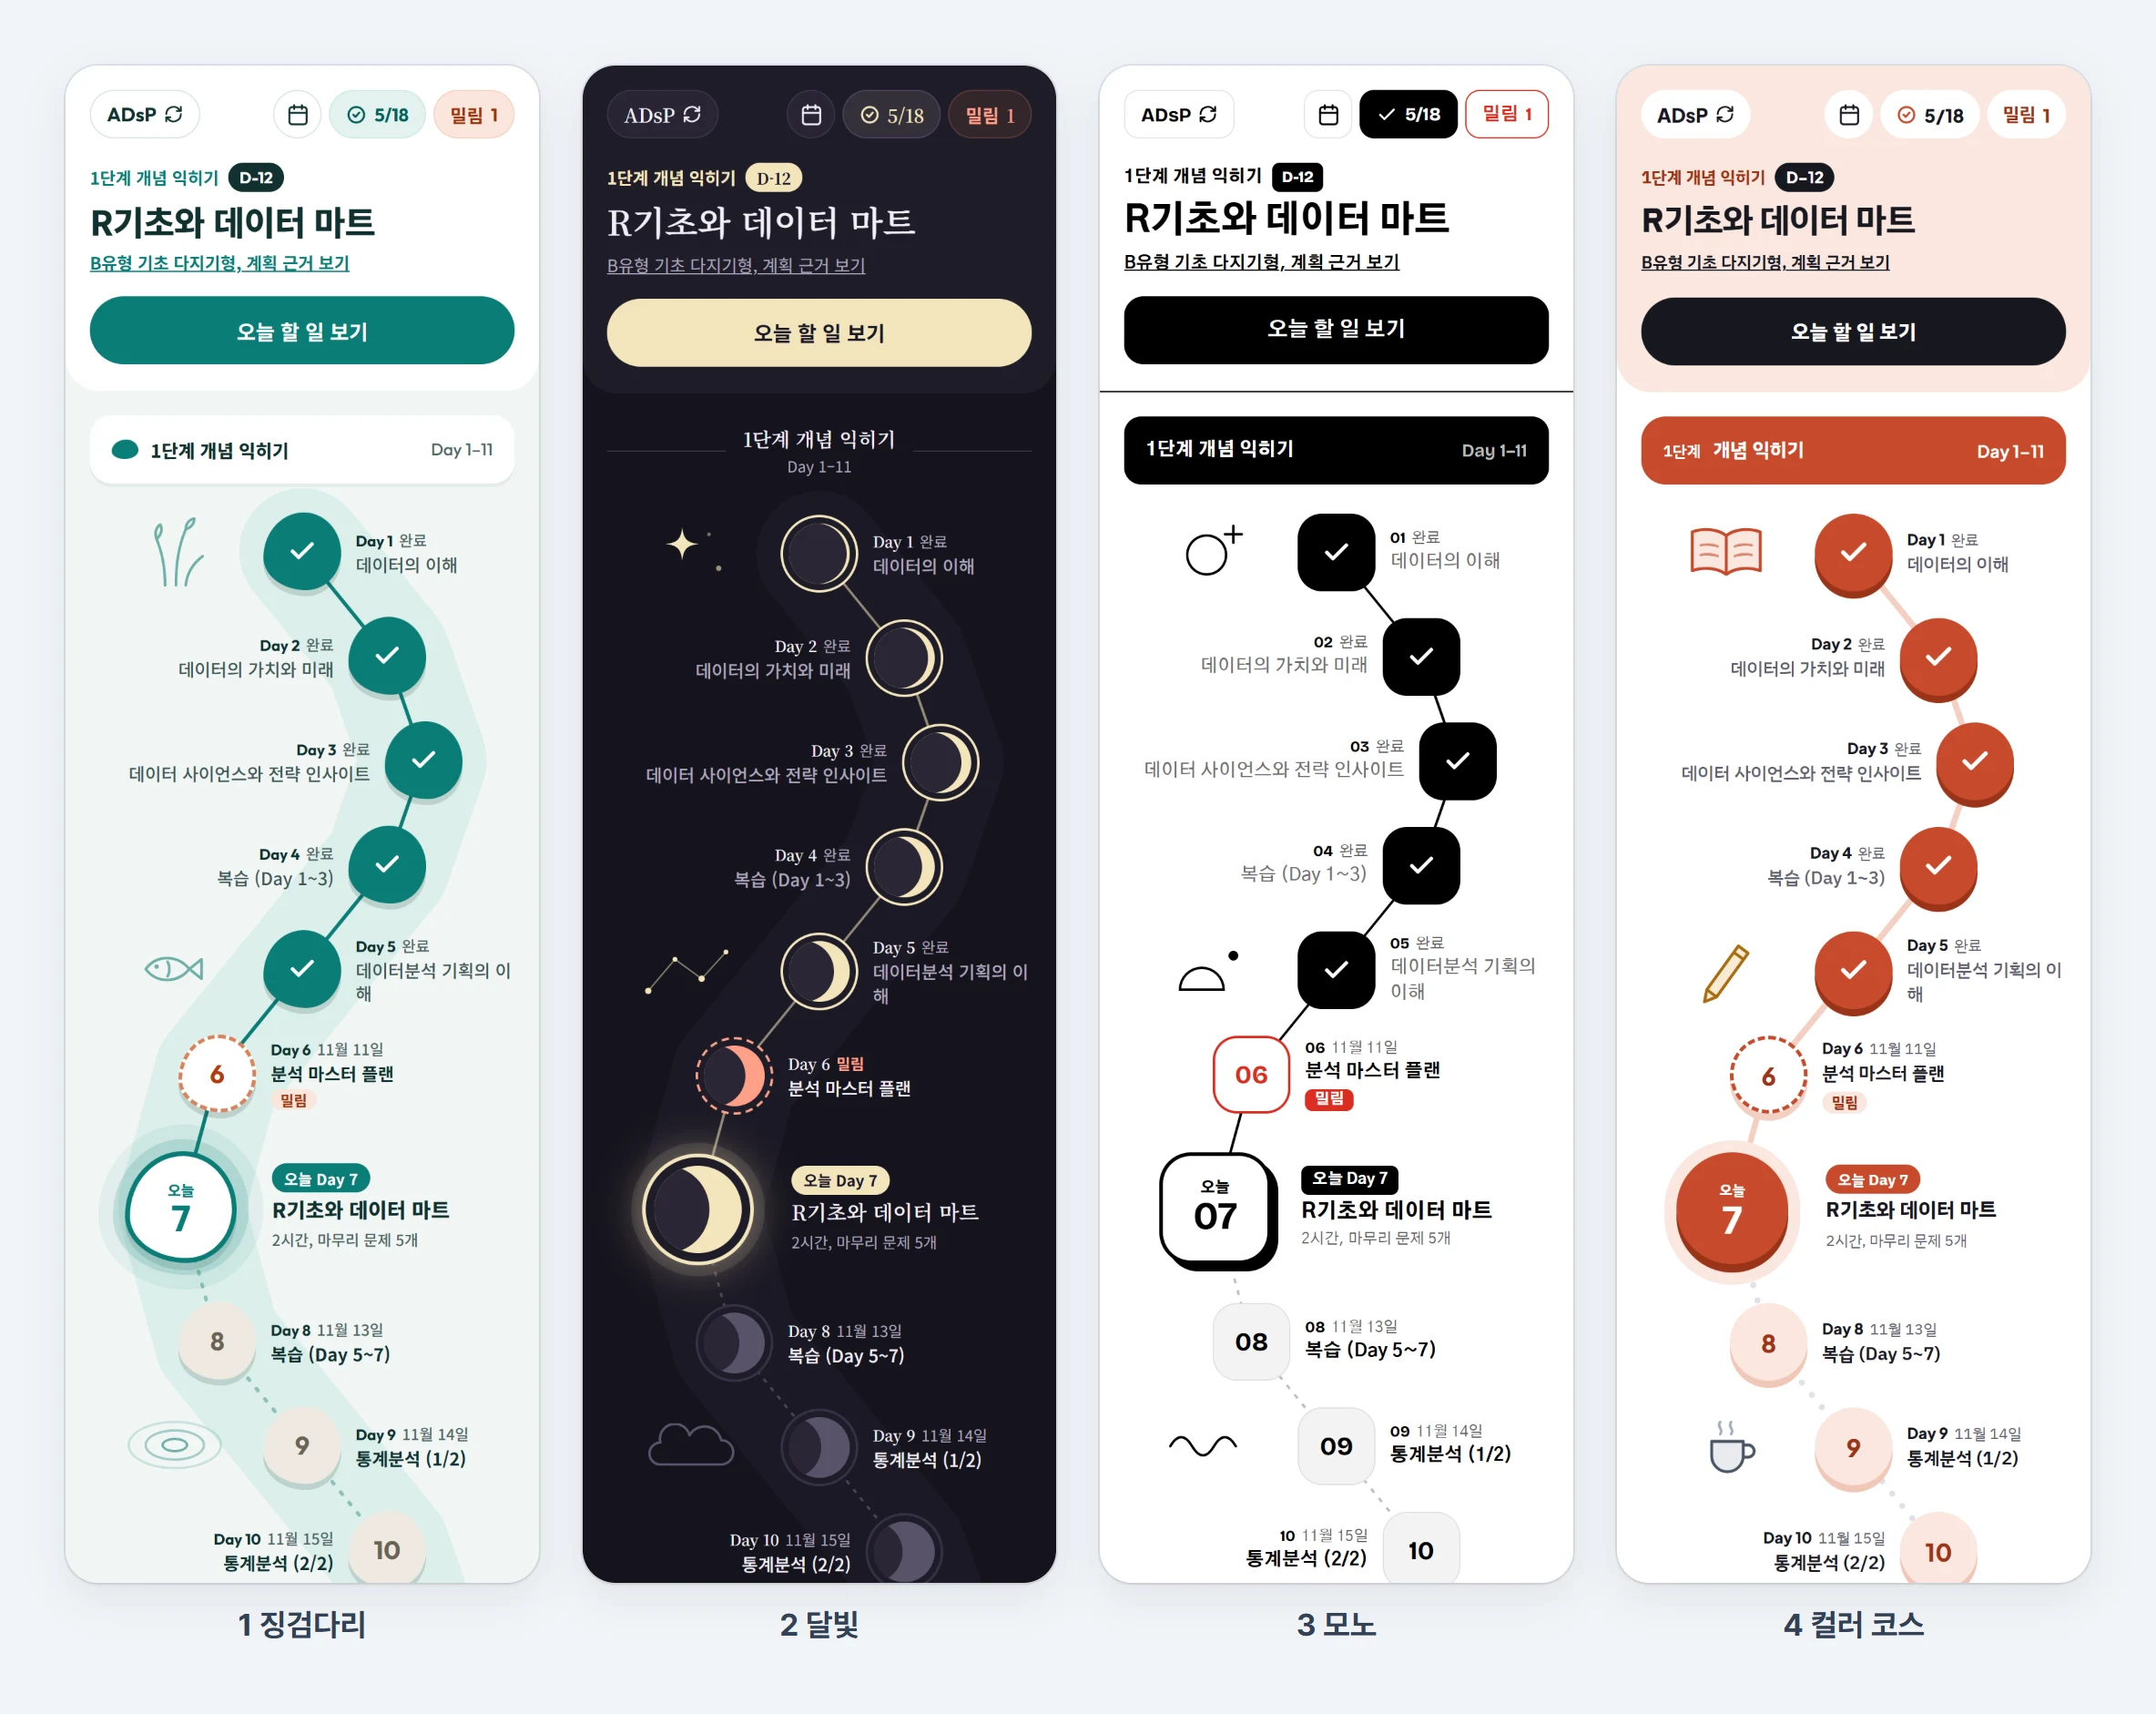 ADsP
5/18
밀림 1
1단계 개념 익히기 D-12
R기초와 데이터 마트
B유형 기초 다지기형, 계획 근거 보기
오늘 할 일 보기
1단계 개념 익히기 Day 1–11
Day 1 완료
데이터의 이해
Day 2 완료
데이터의 가치와 미래
Day 3 완료
데이터 사이언스와 전략 인사이트
Day 4 완료
복습 (Day 1~3)
Day 5 완료
데이터분석 기획의 이
해
6
Day 6 11월 11일
분석 마스터 플랜
밀림
오늘
7
오늘 Day 7
R기초와 데이터 마트
2시간, 마무리 문제 5개
8
Day 8 11월 13일
복습 (Day 5~7)
9
Day 9 11월 14일
통계분석 (1/2)
Day 10 11월 15일
통계분석 (2/2)
10
1 징검다리
ADsP
5/18
밀림 1
1단계 개념 익히기 D-12
R기초와 데이터 마트
B유형 기초 다지기형, 계획 근거 보기
오늘 할 일 보기
1단계 개념 익히기
Day 1–11
Day 1 완료
데이터의 이해
Day 2 완료
데이터의 가치와 미래
Day 3 완료
데이터 사이언스와 전략 인사이트
Day 4 완료
복습 (Day 1~3)
Day 5 완료
데이터분석 기획의 이
해
Day 6 밀림
분석 마스터 플랜
오늘 Day 7
R기초와 데이터 마트
2시간, 마무리 문제 5개
Day 8 11월 13일
복습 (Day 5~7)
Day 9 11월 14일
통계분석 (1/2)
Day 10 11월 15일
통계분석 (2/2)
2 달빛
ADsP
5/18
밀림 1
1단계 개념 익히기 D-12
R기초와 데이터 마트
B유형 기초 다지기형, 계획 근거 보기
오늘 할 일 보기
1단계 개념 익히기 Day 1–11
01 완료
데이터의 이해
02 완료
데이터의 가치와 미래
03 완료
데이터 사이언스와 전략 인사이트
04 완료
복습 (Day 1~3)
05 완료
데이터분석 기획의
이해
06
06 11월 11일
분석 마스터 플랜
밀림
오늘
07
오늘 Day 7
R기초와 데이터 마트
2시간, 마무리 문제 5개
08
08 11월 13일
복습 (Day 5~7)
09
09 11월 14일
통계분석 (1/2)
10 11월 15일
통계분석 (2/2)
10
3 모노
ADsP
5/18
밀림 1
1단계 개념 익히기 D-12
R기초와 데이터 마트
B유형 기초 다지기형, 계획 근거 보기
오늘 할 일 보기
1단계 개념 익히기 Day 1–11
Day 1 완료
데이터의 이해
Day 2 완료
데이터의 가치와 미래
Day 3 완료
데이터 사이언스와 전략 인사이트
Day 4 완료
복습 (Day 1~3)
Day 5 완료
데이터분석 기획의 이
해
6
Day 6 11월 11일
분석 마스터 플랜
밀림
오늘
7
오늘 Day 7
R기초와 데이터 마트
2시간, 마무리 문제 5개
8
Day 8 11월 13일
복습 (Day 5~7)
9
Day 9 11월 14일
통계분석 (1/2)
Day 10 11월 15일
통계분석 (2/2)
10
4 컬러 코스